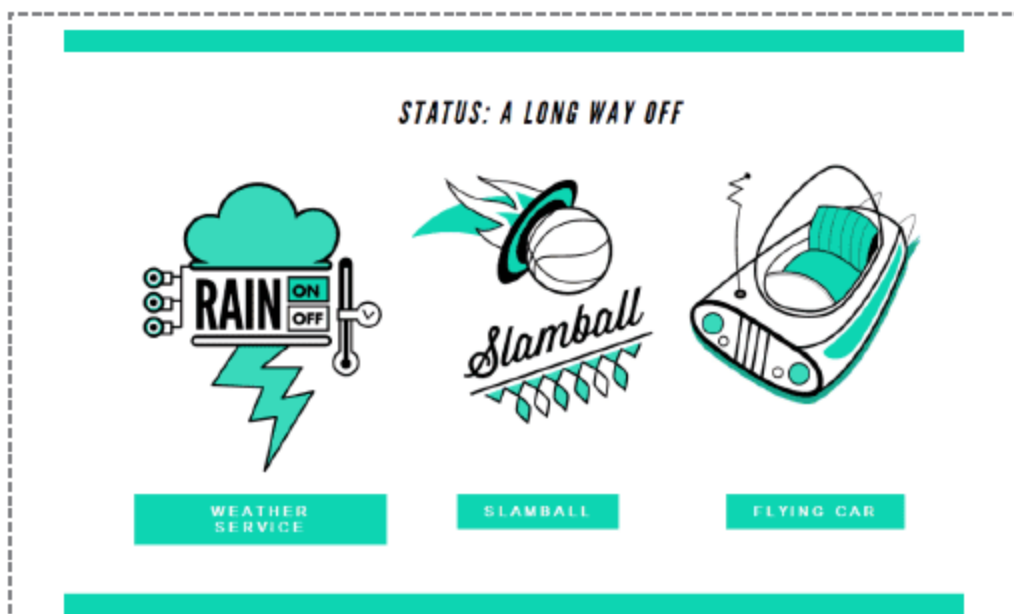 STATUS: A LONG WAY OFF
RAIN
ON
OFF
Slamball
WEATHER
SERVICE
SLAMBALL
FLYING CAR